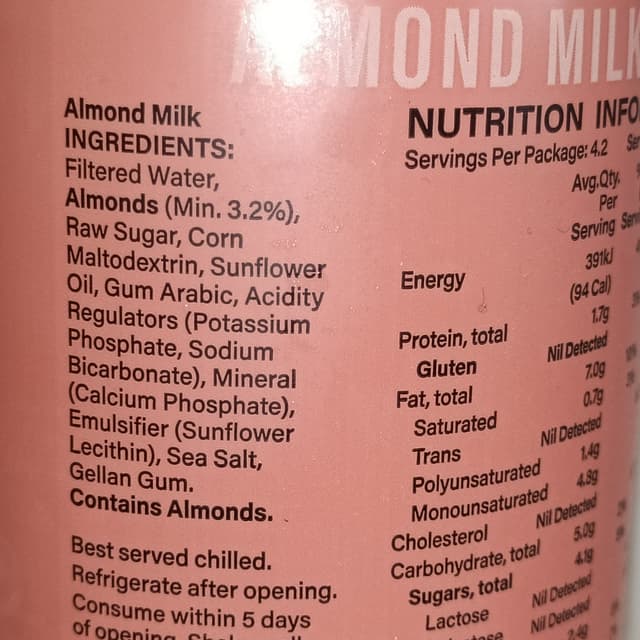 ALMOND MILK
Almond Milk
INGREDIENTS:
Filtered Water,
Almonds (Min. 3.2%),
Raw Sugar, Corn
Maltodextrin, Sunflower
Oil, Gum Arabic, Acidity
Regulators (Potassium
Phosphate, Sodium
Bicarbonate), Mineral
(Calcium Phosphate),
Emulsifier (Sunflower
Lecithin), Sea Salt,
Gellan Gum.
Contains Almonds.
Best served chilled.
Refrigerate after opening.
Consume within 5 days
of opening.
NUTRITION INFO
Servings Per Package: 4.2
Avg.Qty.
Per
Serving
Energy 391kJ
(94 Cal)
Protein, total 1.7g
Gluten Nil Detected
Fat, total 7.0g
Saturated 0.7g
Trans Nil Detected
Polyunsaturated 1.4g
Monounsaturated 4.8g
Cholesterol Nil Detected
Carbohydrate, total 5.0g
Sugars, total 4.1g
Lactose Nil Detected
Nil Detected